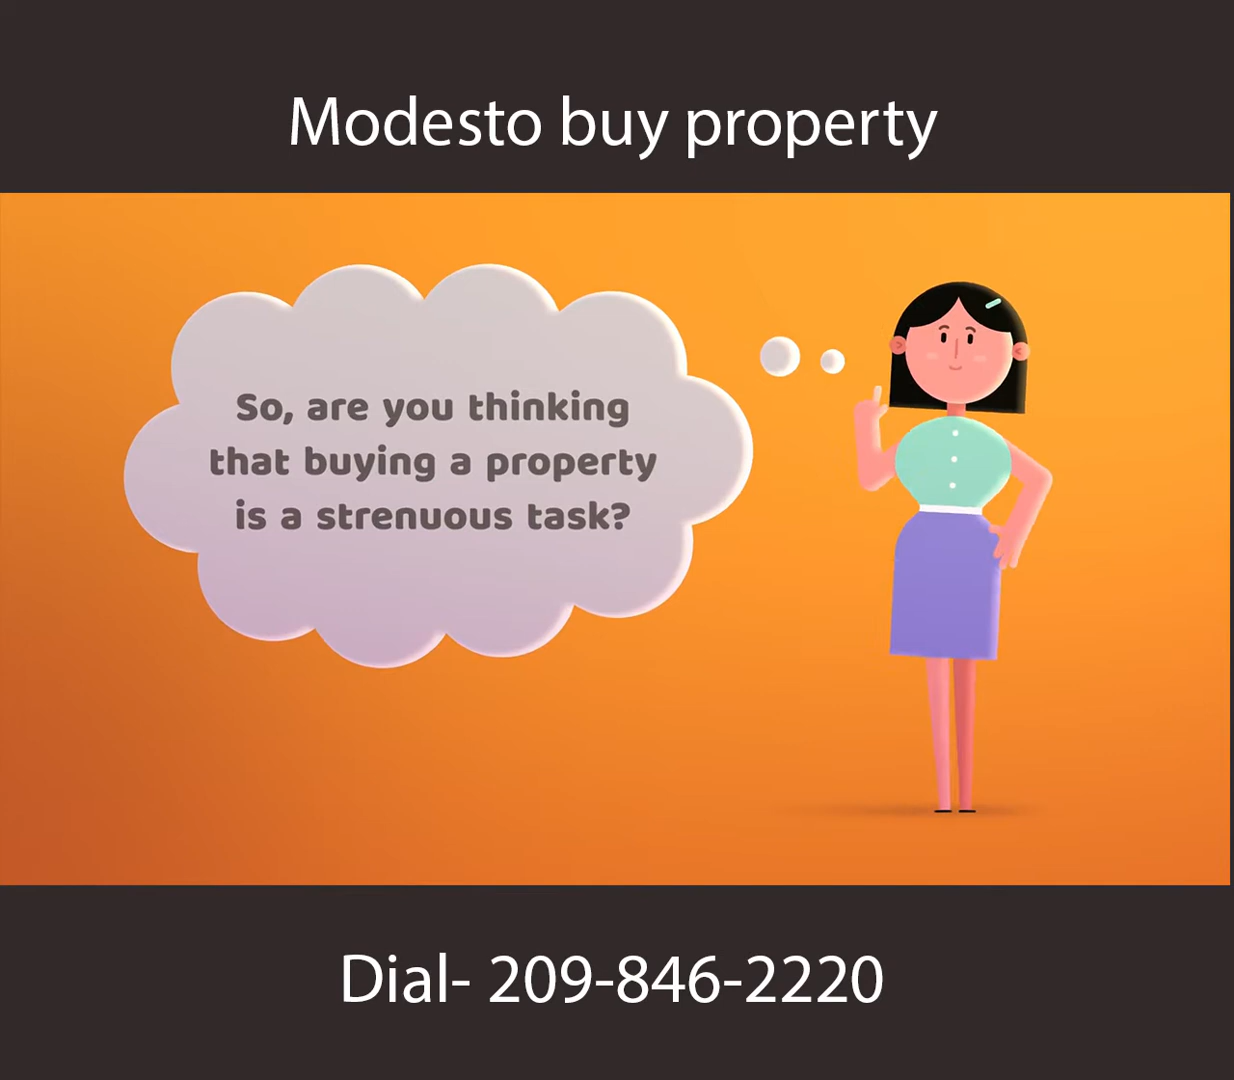 Modesto buy property
So, are you thinking
that buying a property
is a strenuous task?
Dial- 209-846-2220